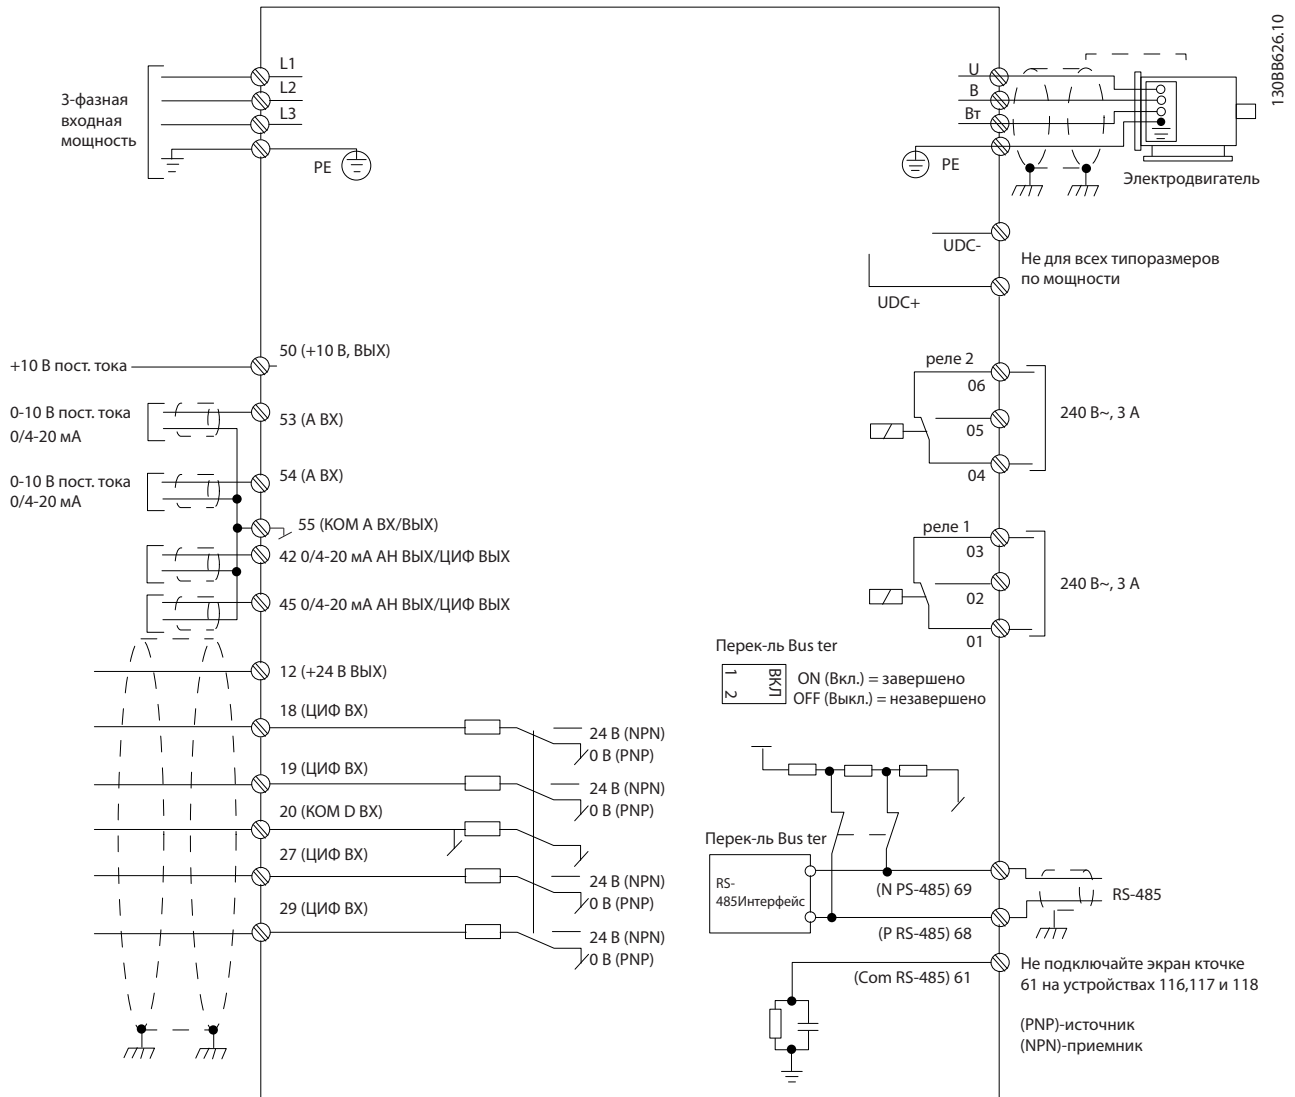 130BB626.10
3-фазная
входная
мощность
L1
L2
L3
PE
U
В
Вт
PE
Электродвигатель
UDC-
UDC+
Не для всех типоразмеров
по мощности
+10 В пост. тока
50 (+10 В, ВЫХ)
0-10 В пост. тока
0/4-20 мА
53 (А ВХ)
0-10 В пост. тока
0/4-20 мА
54 (А ВХ)
55 (КОМ А ВХ/ВЫХ)
42 0/4-20 мА АН ВЫХ/ЦИФ ВЫХ
45 0/4-20 мА АН ВЫХ/ЦИФ ВЫХ
12 (+24 В ВЫХ)
18 (ЦИФ ВХ)
24 В (NPN)
0 В (PNP)
19 (ЦИФ ВХ)
24 В (NPN)
0 В (PNP)
20 (КОМ D ВХ)
27 (ЦИФ ВХ)
24 В (NPN)
0 В (PNP)
29 (ЦИФ ВХ)
24 В (NPN)
0 В (PNP)
реле 2
06
05
04
240 В~, 3 А
реле 1
03
02
01
240 В~, 3 А
Перек-ль Bus ter
1 2
ВКЛ
ON (Вкл.) = завершено
OFF (Выкл.) = незавершено
Перек-ль Bus ter
RS-
485Интерфейс
(N PS-485) 69
RS-485
(P RS-485) 68
(Com RS-485) 61
Не подключайте экран кточке
61 на устройствах 116,117 и 118
(PNP)-источник
(NPN)-приемник